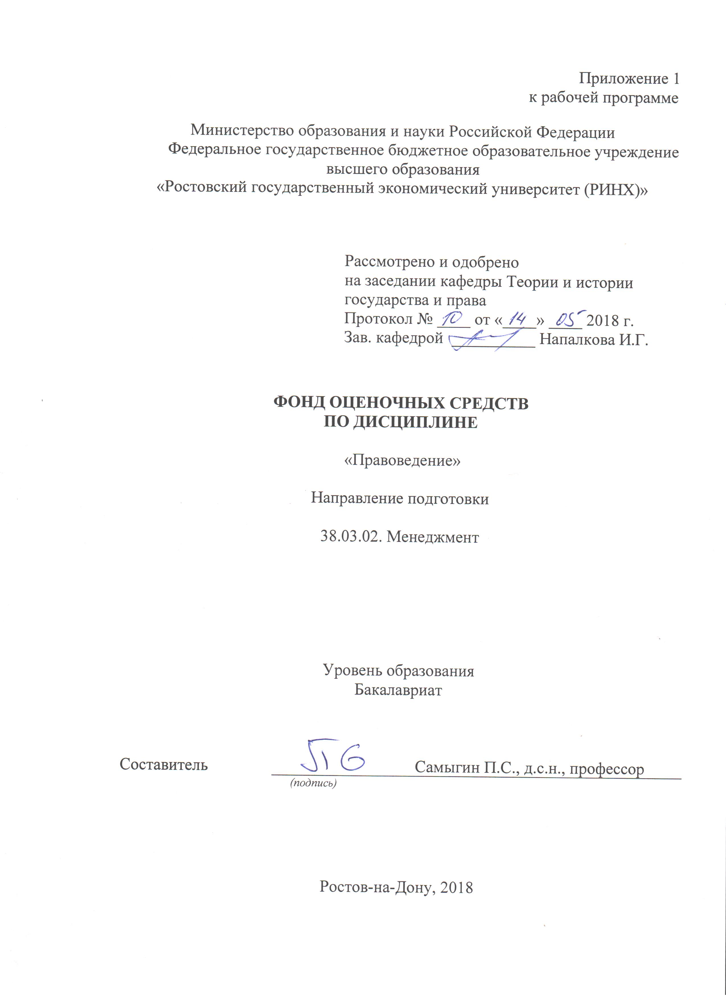 Приложение 1
к рабочей программе
Министерство образования и науки Российской Федерации
Федеральное государственное бюджетное образовательное учреждение
высшего образования
«Ростовский государственный экономический университет (РИНХ)»
Рассмотрено и одобрено
на заседании кафедры Теории и истории
государства и права
Протокол № 10 от «14» 05 2018 г.
Зав. кафедрой Напалкова И.Г.
ФОНД ОЦЕНОЧНЫХ СРЕДСТВ
ПО ДИСЦИПЛИНЕ
«Правоведение»
Направление подготовки
38.03.02. Менеджмент
Уровень образования
Бакалавриат
Составитель Самыгин П.С., д.с.н., профессор
(подпись)
Ростов-на-Дону, 2018